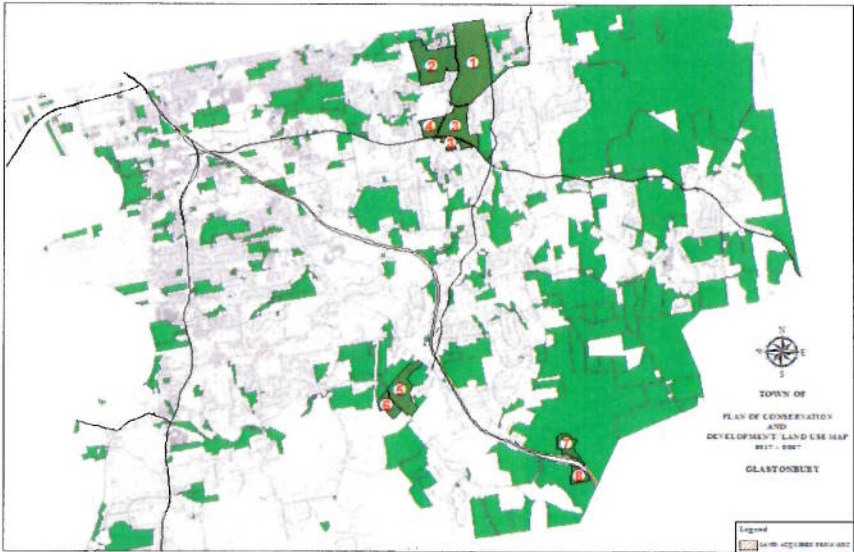 1
2
4
3
3
5
6
7
8
N
W E
S
TOWN OF
PLAN OF CONSERVATION
AND
DEVELOPMENT/LAND USE MAP
GLASTONBURY
Legend